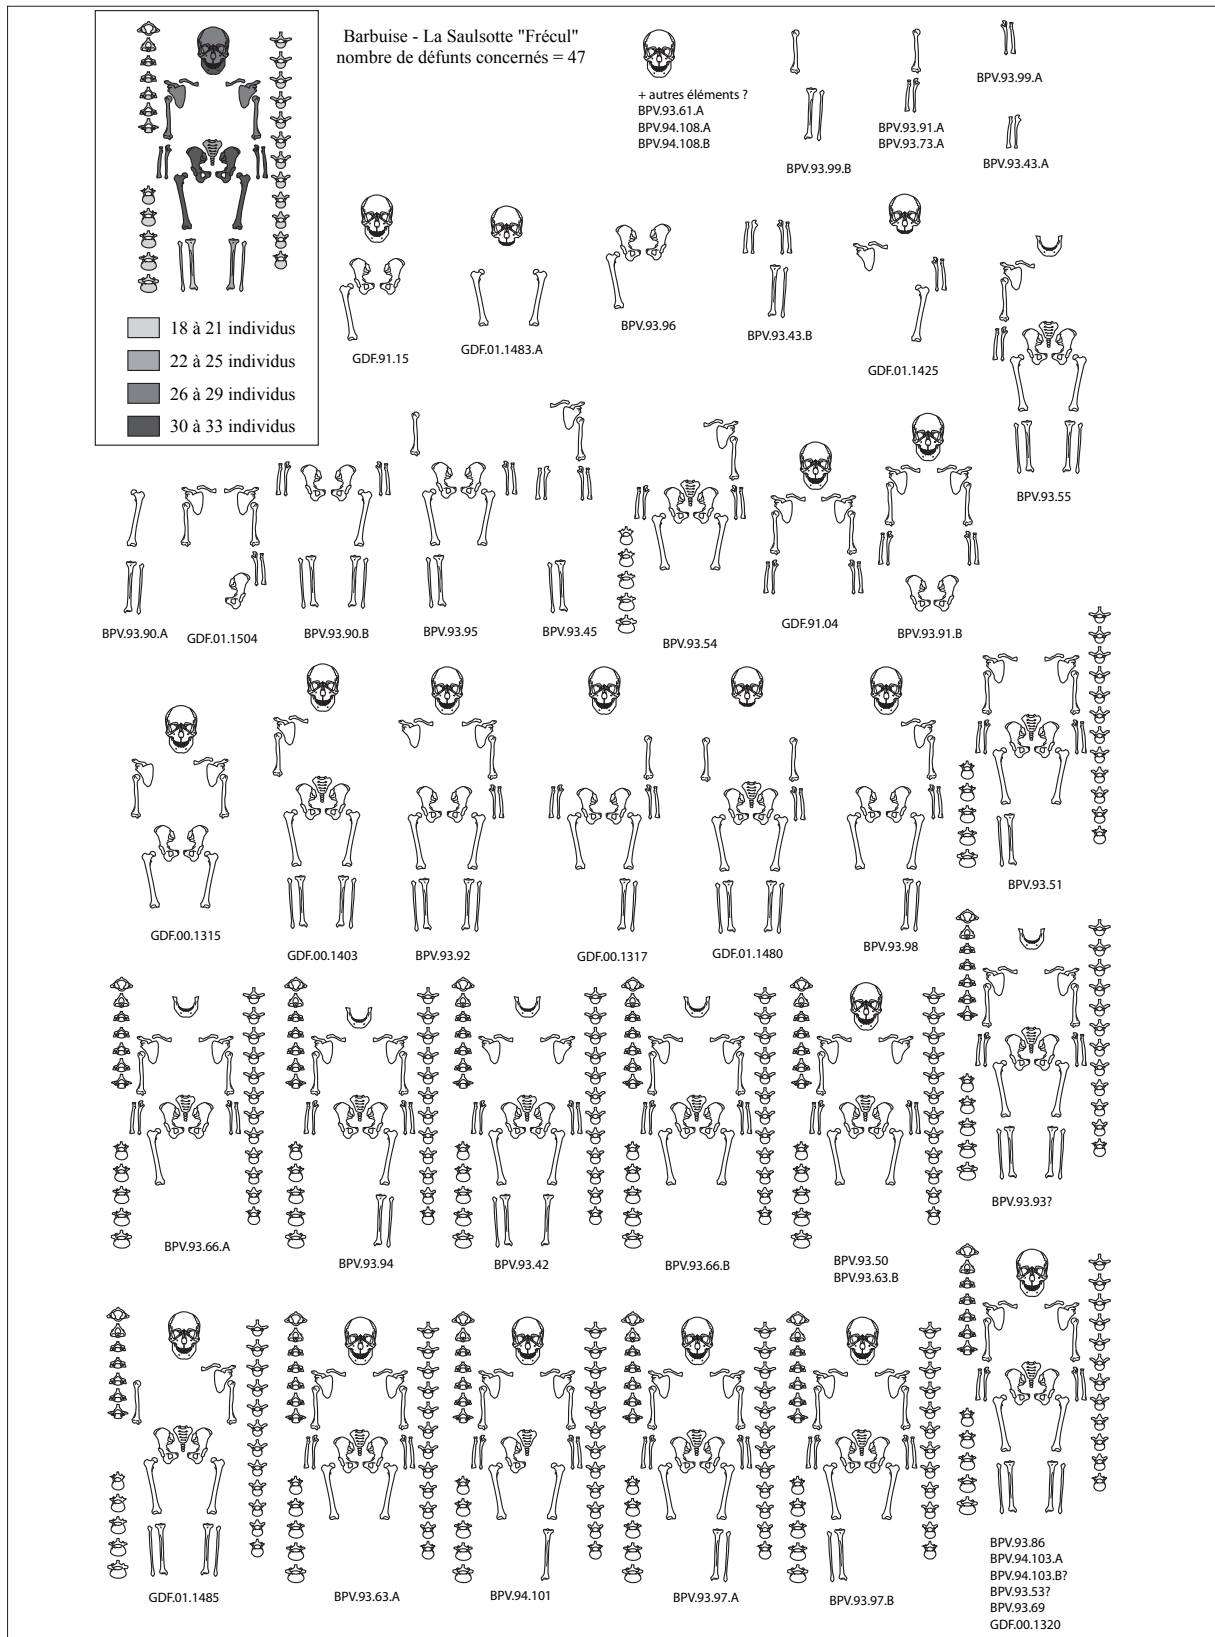 Barbuise - La Saulsotte "Frécul"
nombre de défunts concernés = 47
18 à 21 individus
22 à 25 individus
26 à 29 individus
30 à 33 individus
+ autres éléments ?
BPV.93.61.A
BPV.94.108.A
BPV.94.108.B
BPV.93.99.B
BPV.93.91.A
BPV.93.73.A
BPV.93.99.A
BPV.93.43.A
GDF.91.15
GDF.01.1483.A
BPV.93.96
BPV.93.43.B
GDF.01.1425
BPV.93.55
BPV.93.90.A
GDF.01.1504
BPV.93.90.B
BPV.93.95
BPV.93.45
BPV.93.54
GDF.91.04
BPV.93.91.B
BPV.93.51
GDF.00.1315
GDF.00.1403
BPV.93.92
GDF.00.1317
GDF.01.1480
BPV.93.98
BPV.93.93?
BPV.93.66.A
BPV.93.94
BPV.93.42
BPV.93.66.B
BPV.93.50
BPV.93.63.B
GDF.01.1485
BPV.93.63.A
BPV.94.101
BPV.93.97.A
BPV.93.97.B
BPV.93.86
BPV.94.103.A
BPV.94.103.B?
BPV.93.53?
BPV.93.69
GDF.00.1320